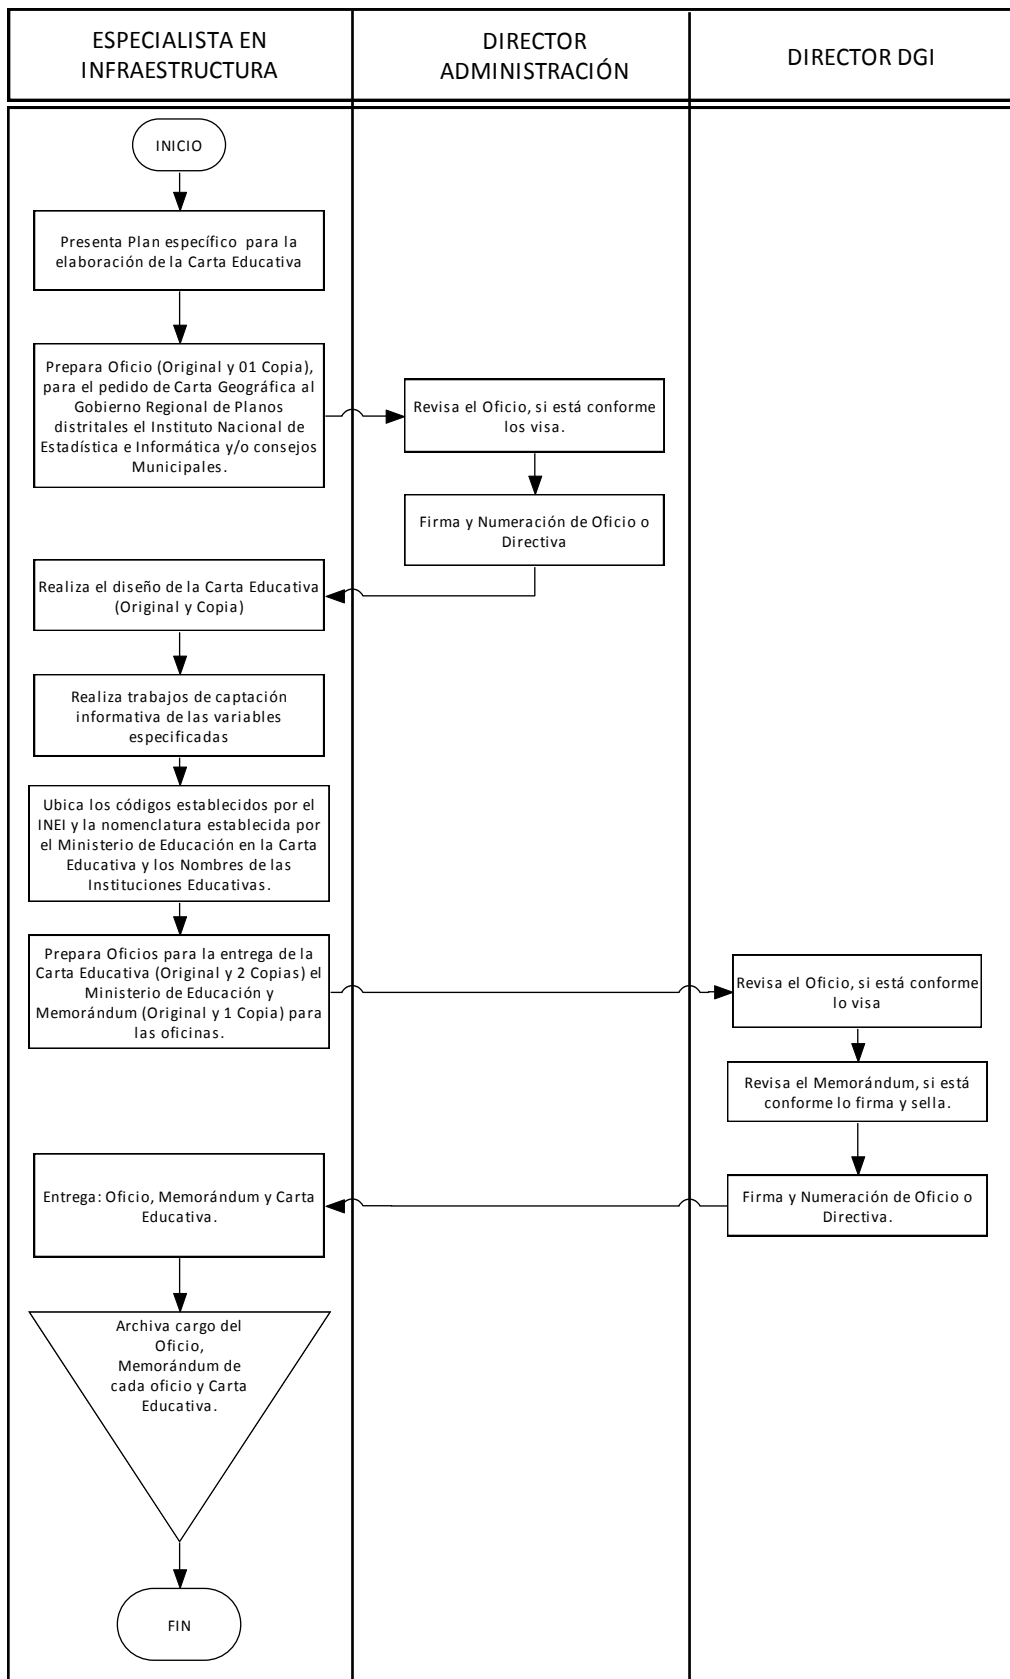 ESPECIALISTA EN
INFRAESTRUCTURA
DIRECTOR
ADMINISTRACIÓN
DIRECTOR DGI
INICIO
Presenta Plan específico para la
elaboración de la Carta Educativa
Prepara Oficio (Original y 01 Copia),
para el pedido de Carta Geográfica al
Gobierno Regional de Planos
distritales el Instituto Nacional de
Estadística e Informática y/o consejos
Municipales.
Revisa el Oficio, si está conforme
los visa.
Firma y Numeración de Oficio o
Directiva
Realiza el diseño de la Carta Educativa
(Original y Copia)
Realiza trabajos de captación
informativa de las variables
especificadas
Ubica los códigos establecidos por el
INEI y la nomenclatura establecida por
el Ministerio de Educación en la Carta
Educativa y los Nombres de las
Instituciones Educativas.
Prepara Oficios para la entrega de la
Carta Educativa (Original y 2 Copias) el
Ministerio de Educación y
Memorándum (Original y 1 Copia) para
las oficinas.
Revisa el Oficio, si está conforme
lo visa
Revisa el Memorándum, si está
conforme lo firma y sella.
Firma y Numeración de Oficio o
Directiva.
Entrega: Oficio, Memorándum y Carta
Educativa.
Archiva cargo del
Oficio,
Memorándum de
cada oficio y Carta
Educativa.
FIN